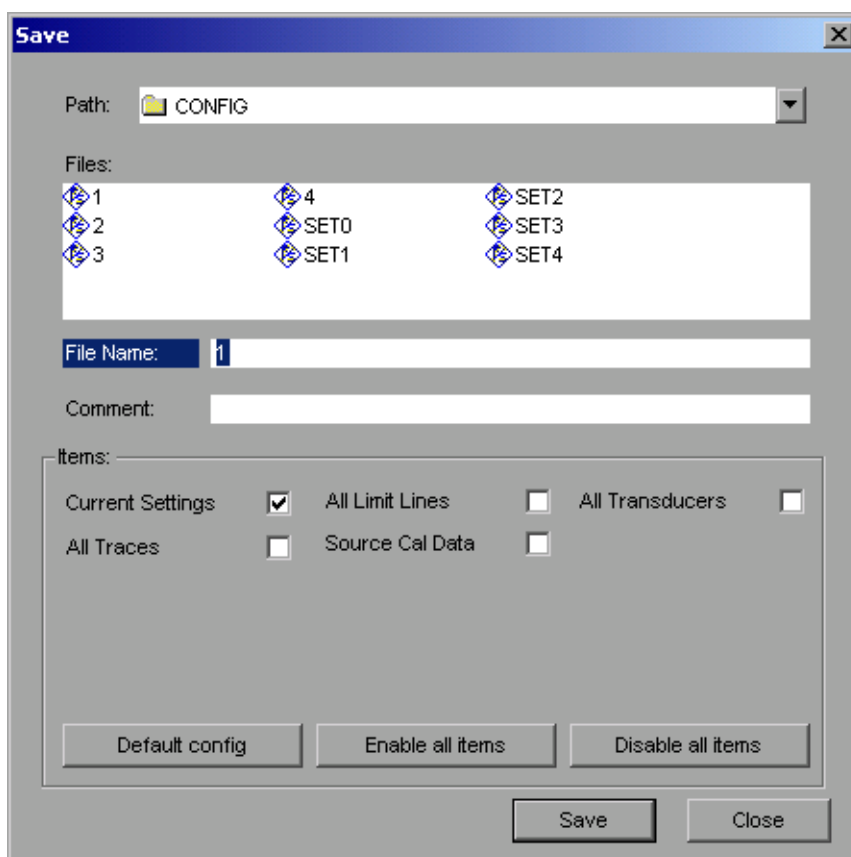 Save
Path: CONFIG
Files:
1 4 SET2
2 SET0 SET3
3 SET1 SET4
File Name: 1
Comment:
Items:
Current Settings All Limit Lines All Transducers
All Traces Source Cal Data
Default config Enable all items Disable all items
Save Close